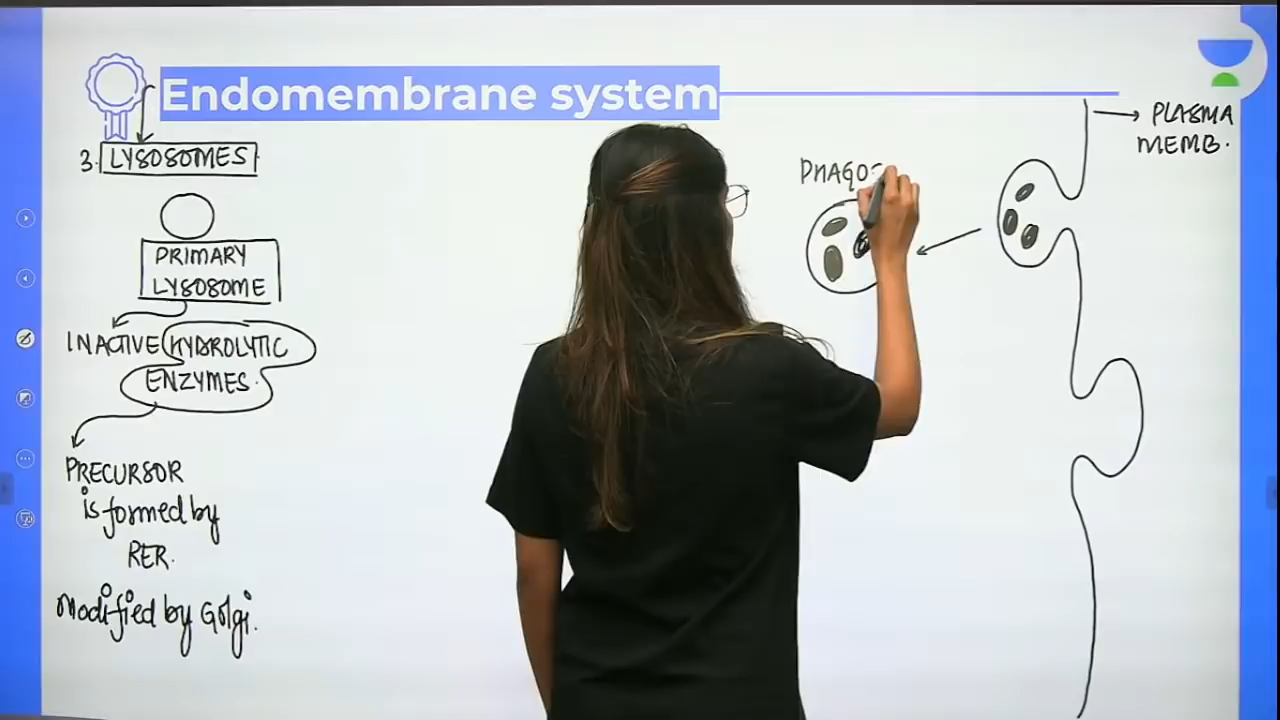 Endomembrane system
3. LYSOSOMES
PRIMARY
LYSOSOME
INACTIVE HYDROLYTIC
ENZYMES.
PRECURSOR
is formed by
RER.
Modified by Golgi.
PLASMA
MEMB.